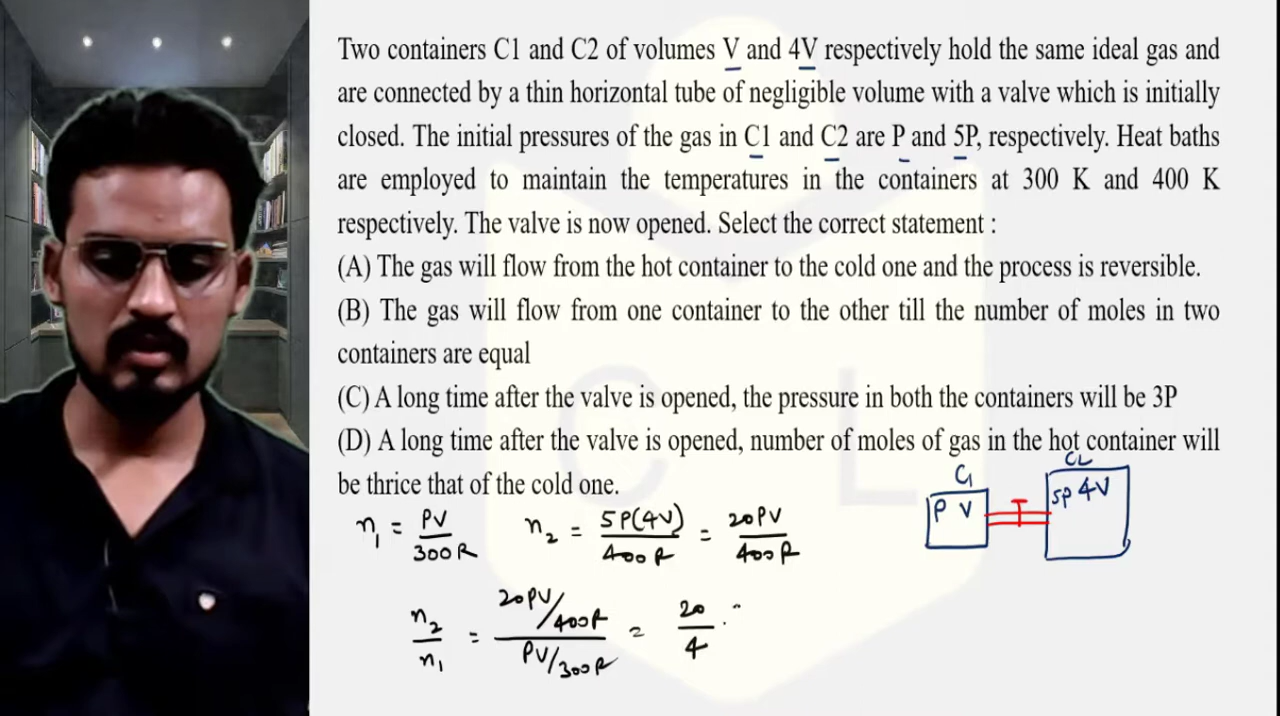 Two containers C1 and C2 of volumes V and 4V respectively hold the same ideal gas and
are connected by a thin horizontal tube of negligible volume with a valve which is initially
closed. The initial pressures of the gas in C1 and C2 are P and 5P, respectively. Heat baths
are employed to maintain the temperatures in the containers at 300 K and 400 K
respectively. The valve is now opened. Select the correct statement :
(A) The gas will flow from the hot container to the cold one and the process is reversible.
(B) The gas will flow from one container to the other till the number of moles in two
containers are equal
(C) A long time after the valve is opened, the pressure in both the containers will be 3P
(D) A long time after the valve is opened, number of moles of gas in the hot container will
be thrice that of the cold one.
C1 C2
P V 5P 4V
n₁ = PV/300R n₂ = 5P(4V)/400R = 20PV/400R
n₂/n₁ = (20PV/400R)/(PV/300R) = 20/4
C L